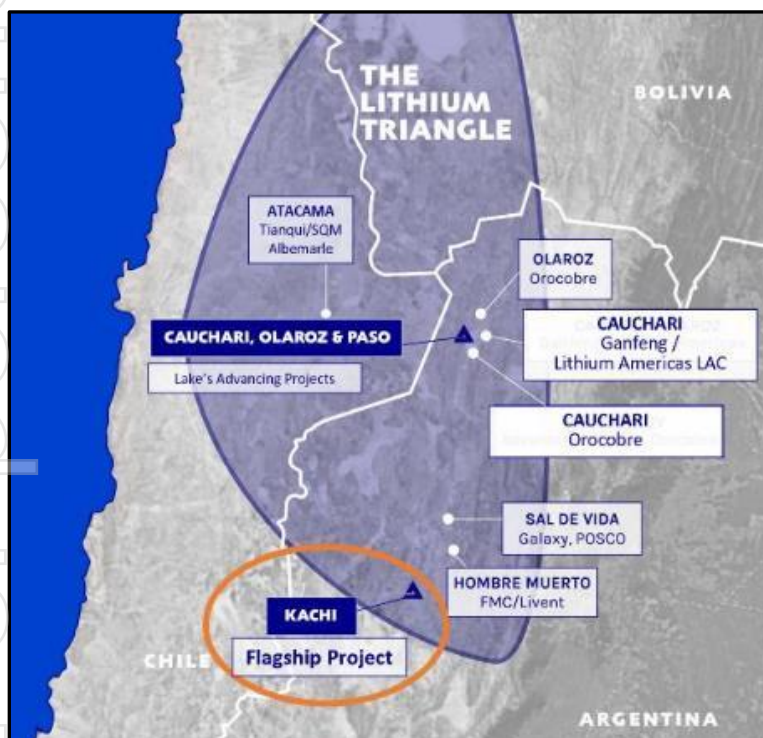 THE
LITHIUM
TRIANGLE
BOLIVIA
ATACAMA
Tianqui/SQM
Albemarle
OLAROZ
Orocobre
CAUCHARI, OLAROZ & PASO
Lake's Advancing Projects
CAUCHARI
Ganfeng /
Lithium Americas LAC
CAUCHARI
Orocobre
SAL DE VIDA
Galaxy, POSCO
HOMBRE MUERTO
FMC/Livent
KACHI
Flagship Project
CHILE
ARGENTINA